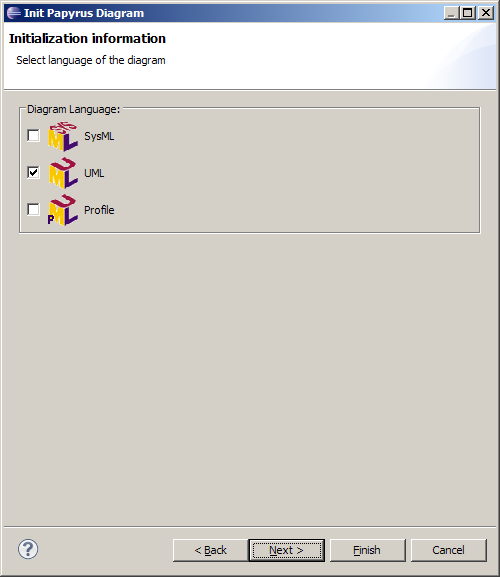 Init Papyrus Diagram
Initialization information
Select language of the diagram
Diagram Language:
SysML
UML
Profile
< Back
Next >
Finish
Cancel